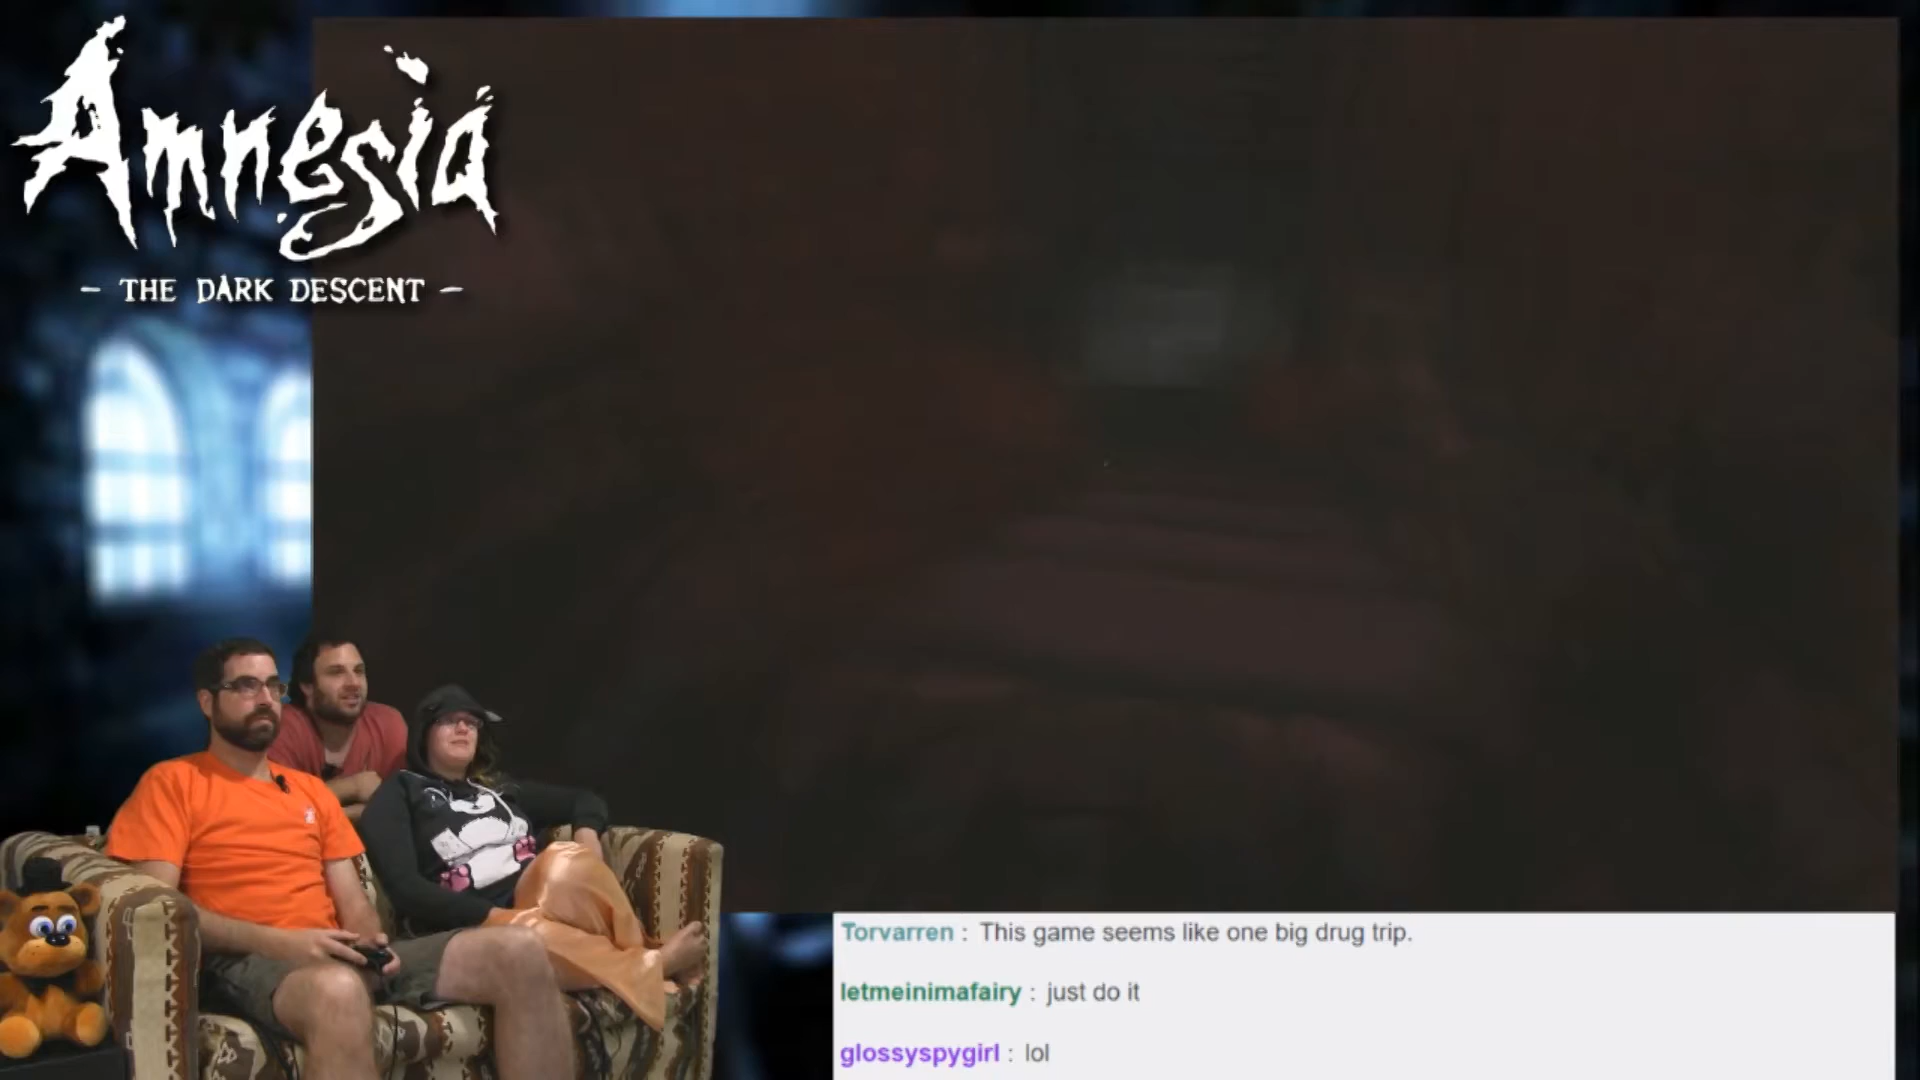 Amnesia
- THE DARK DESCENT -
Torvarren : This game seems like one big drug trip.
letmeinimafairy : just do it
glossyspygirl : lol